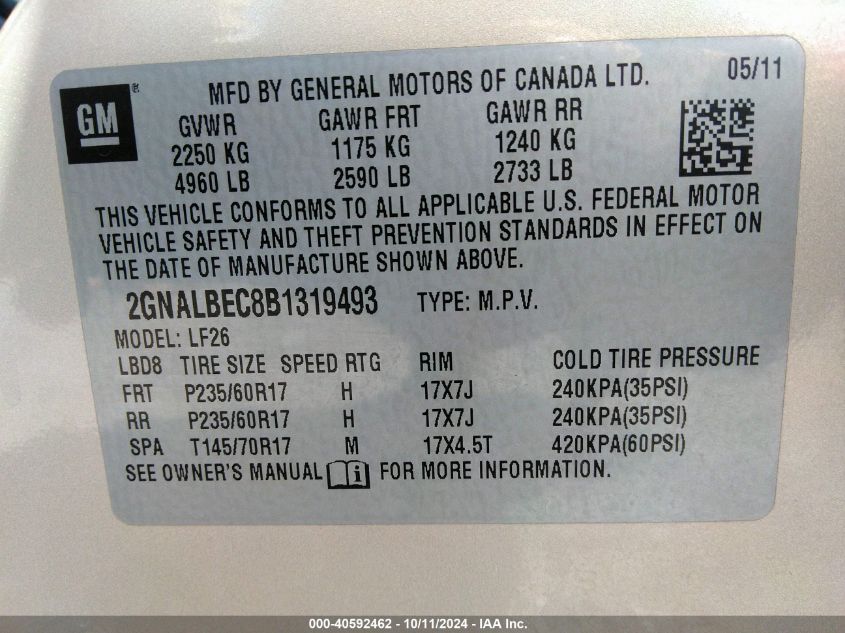 MFD BY GENERAL MOTORS OF CANADA LTD. 05/11
GM ®
GVWR GAWR FRT GAWR RR
2250 KG 1175 KG 1240 KG
4960 LB 2590 LB 2733 LB
THIS VEHICLE CONFORMS TO ALL APPLICABLE U.S. FEDERAL MOTOR
VEHICLE SAFETY AND THEFT PREVENTION STANDARDS IN EFFECT ON
THE DATE OF MANUFACTURE SHOWN ABOVE.
2GNALBEC8B1319493 TYPE: M.P.V.
MODEL: LF26
LBD8 TIRE SIZE SPEED RTG RIM COLD TIRE PRESSURE
FRT P235/60R17 H 17X7J 240KPA(35PSI)
RR P235/60R17 H 17X7J 240KPA(35PSI)
SPA T145/70R17 M 17X4.5T 420KPA(60PSI)
SEE OWNER'S MANUAL i FOR MORE INFORMATION.
000-40592462 - 10/11/2024 - IAA Inc.